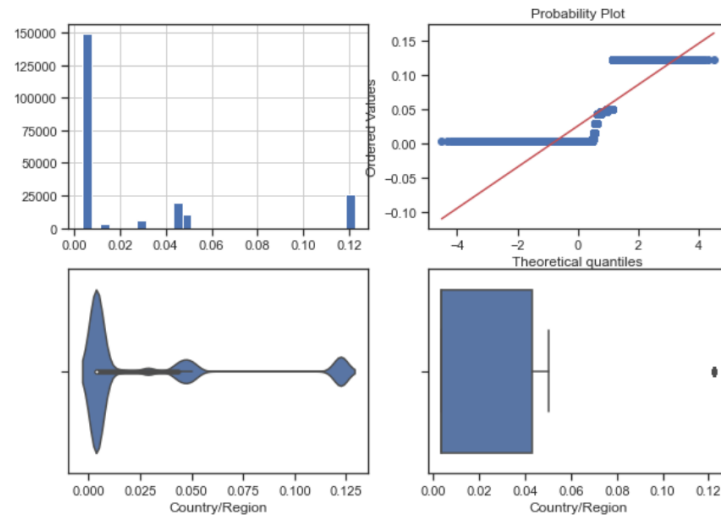 Probability Plot
150000
125000
100000
75000
50000
25000
0
0.00 0.02 0.04 0.06 0.08 0.10 0.12
Ordered Values
0.15
0.10
0.05
0.00
−0.05
−0.10
−4 −2 0 2 4
Theoretical quantiles
0.000 0.025 0.050 0.075 0.100 0.125
Country/Region
0.00 0.02 0.04 0.06 0.08 0.10 0.12
Country/Region